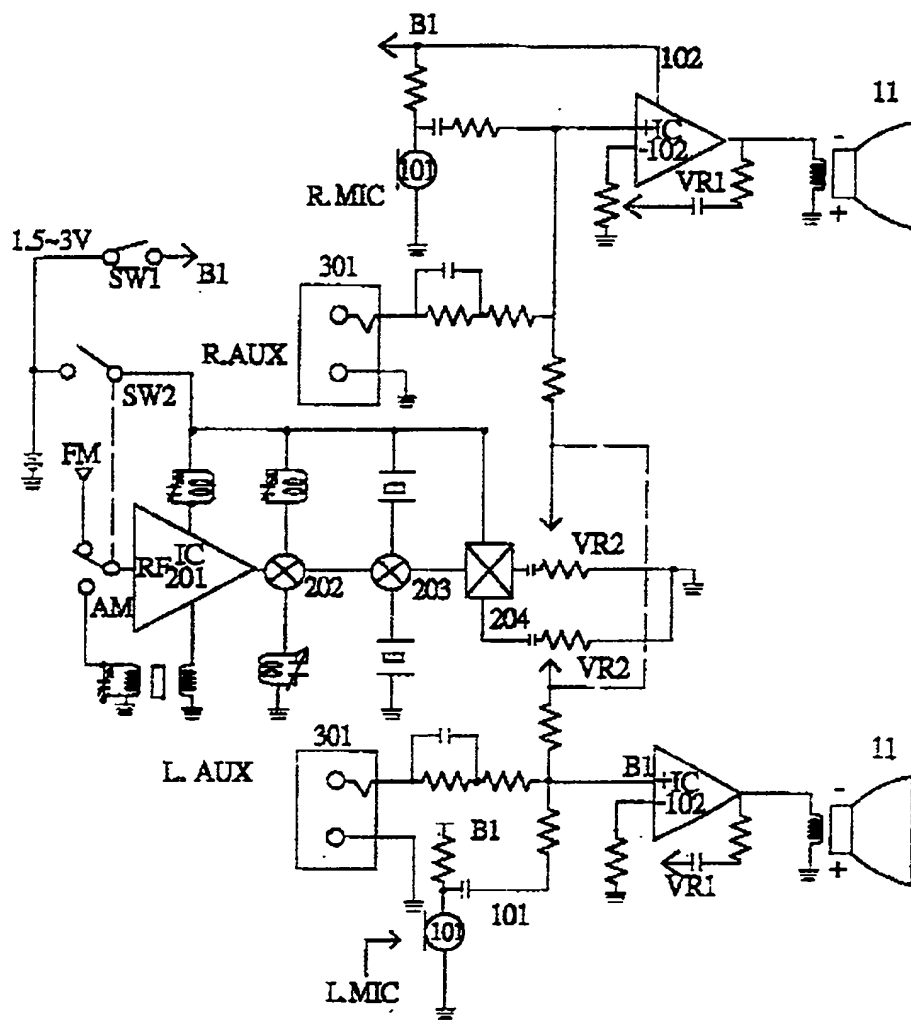 B1
102
11
+IC
-102
-
VR1
+
101
R.MIC
1.5~3V
SW1
B1
301
R.AUX
SW2
FM
RF
IC
201
AM
202
203
204
VR2
VR2
301
L. AUX
B1
+IC
-102
11
-
VR1
+
B1
101
101
L.MIC